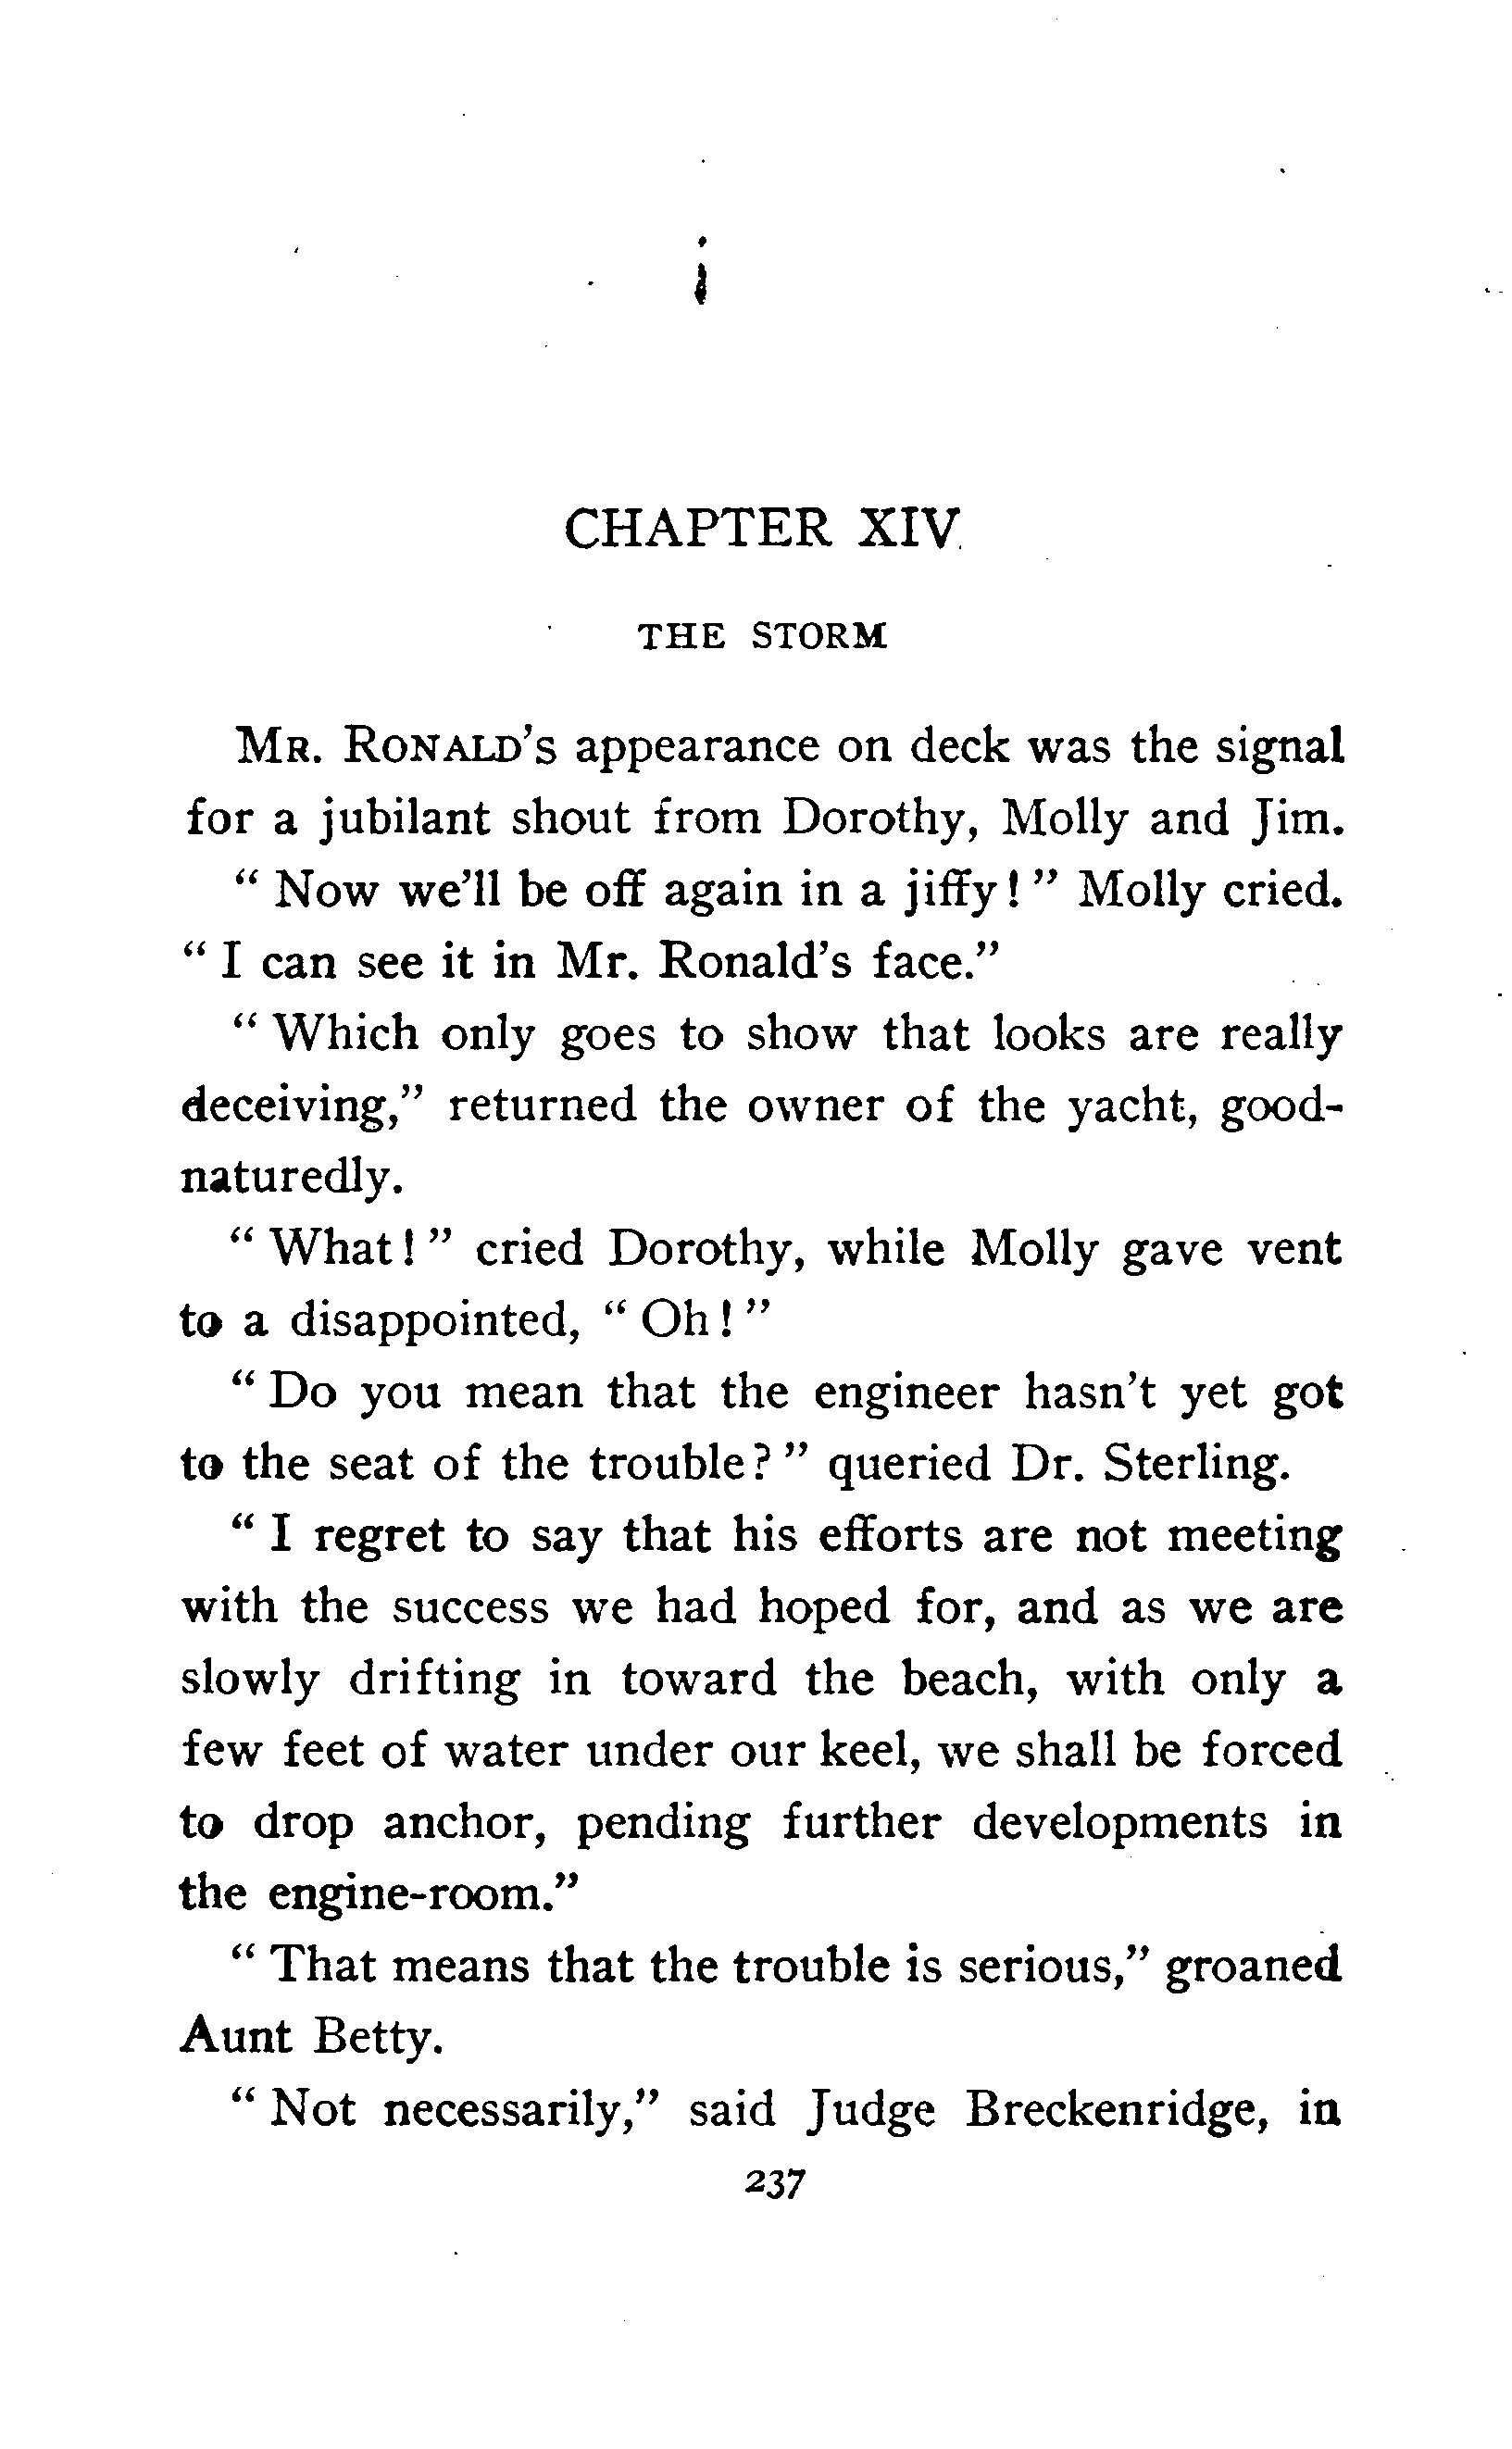 CHAPTER XIV
THE STORM
MR. RONALD's appearance on deck was the signal
for a jubilant shout from Dorothy, Molly and Jim.
" Now we'll be off again in a jiffy! " Molly cried.
" I can see it in Mr. Ronald's face."
" Which only goes to show that looks are really
deceiving," returned the owner of the yacht, good-
naturedly.
" What! " cried Dorothy, while Molly gave vent
to a disappointed, " Oh! "
" Do you mean that the engineer hasn't yet got
to the seat of the trouble? " queried Dr. Sterling.
" I regret to say that his efforts are not meeting
with the success we had hoped for, and as we are
slowly drifting in toward the beach, with only a
few feet of water under our keel, we shall be forced
to drop anchor, pending further developments in
the engine-room."
" That means that the trouble is serious," groaned
Aunt Betty.
" Not necessarily," said Judge Breckenridge, in
237